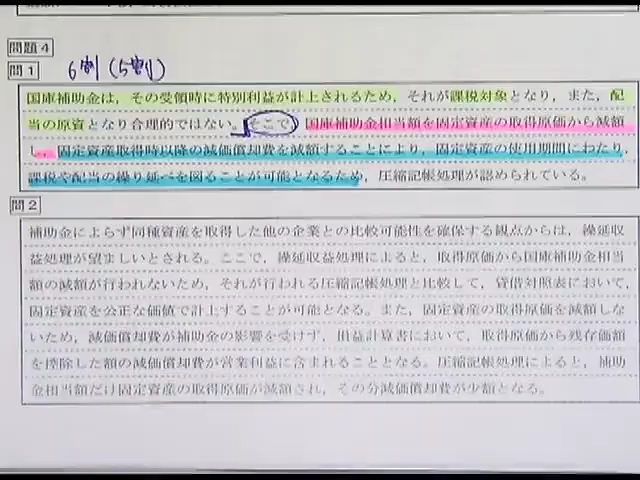 問題4
問1 6割（5割）
国庫補助金は，その受領時に特別利益が計上されるため，それが課税対象となり，また，配
当の原資となり合理的ではない。そこで，国庫補助金相当額を固定資産の取得原価から減額
し，固定資産取得時以降の減価償却費を減額することにより，固定資産の使用期間にわたり，
課税や配当の繰り延べを図ることが可能となるため，圧縮記帳処理が認められている。
問2
補助金によらず同種資産を取得した他の企業との比較可能性を確保する観点からは，繰延収
益処理が望ましいとされる。ここで，繰延収益処理によると，取得原価から国庫補助金相当
額の減額が行われないため，それが行われる圧縮記帳処理と比較して，貸借対照表において，
固定資産を公正な価値で計上することが可能となる。また，固定資産の取得原価を減額しな
いため，減価償却費が補助金の影響を受けず，損益計算書において，取得原価から残存価額
を控除した額の減価償却費が営業利益に含まれることとなる。圧縮記帳処理によると，補助
金相当額だけ固定資産の取得原価が減額され，その分減価償却費が少額となる。